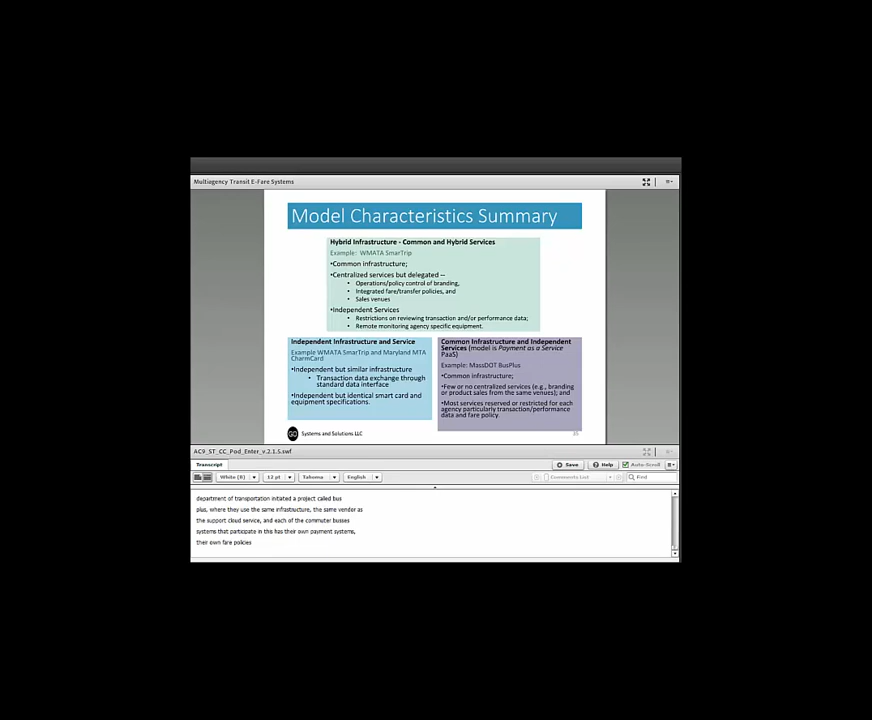 Multiagency Transit E-Fare Systems
Model Characteristics Summary
Hybrid Infrastructure - Common and Hybrid Services
Example: WMATA SmarTrip
•Common infrastructure;
•Centralized services but delegated --
• Operations/policy control of branding,
• Integrated fare/transfer policies, and
• Sales venues
•Independent Services
• Restrictions on reviewing transaction and/or performance data;
• Remote monitoring agency specific equipment.
Independent Infrastructure and Service
Example WMATA SmarTrip and Maryland MTA
CharmCard
•Independent but similar infrastructure
• Transaction data exchange through
standard data interface
•Independent but identical smart card and
equipment specifications.
Common Infrastructure and Independent
Services (model is Payment as a Service
PaaS)
Example: MassDOT BusPlus
•Common infrastructure;
•Few or no centralized services (e.g., branding
or product sales from the same venues); and
•Most services reserved or restricted for each
agency particularly transaction/performance
data and fare policy.
GO Systems and Solutions LLC
35
AC9_ST_CC_Pod_Enter_v.2.1.5.swf
Transcript
Save
Help
Auto-Scroll
White (B)
12 pt
Tahoma
English
Comments List
Find
department of transportation initiated a project called bus
plus, where they use the same infrastructure, the same vendor as
the support cloud service, and each of the commuter busses
systems that participate in this has their own payment systems,
their own fare policies